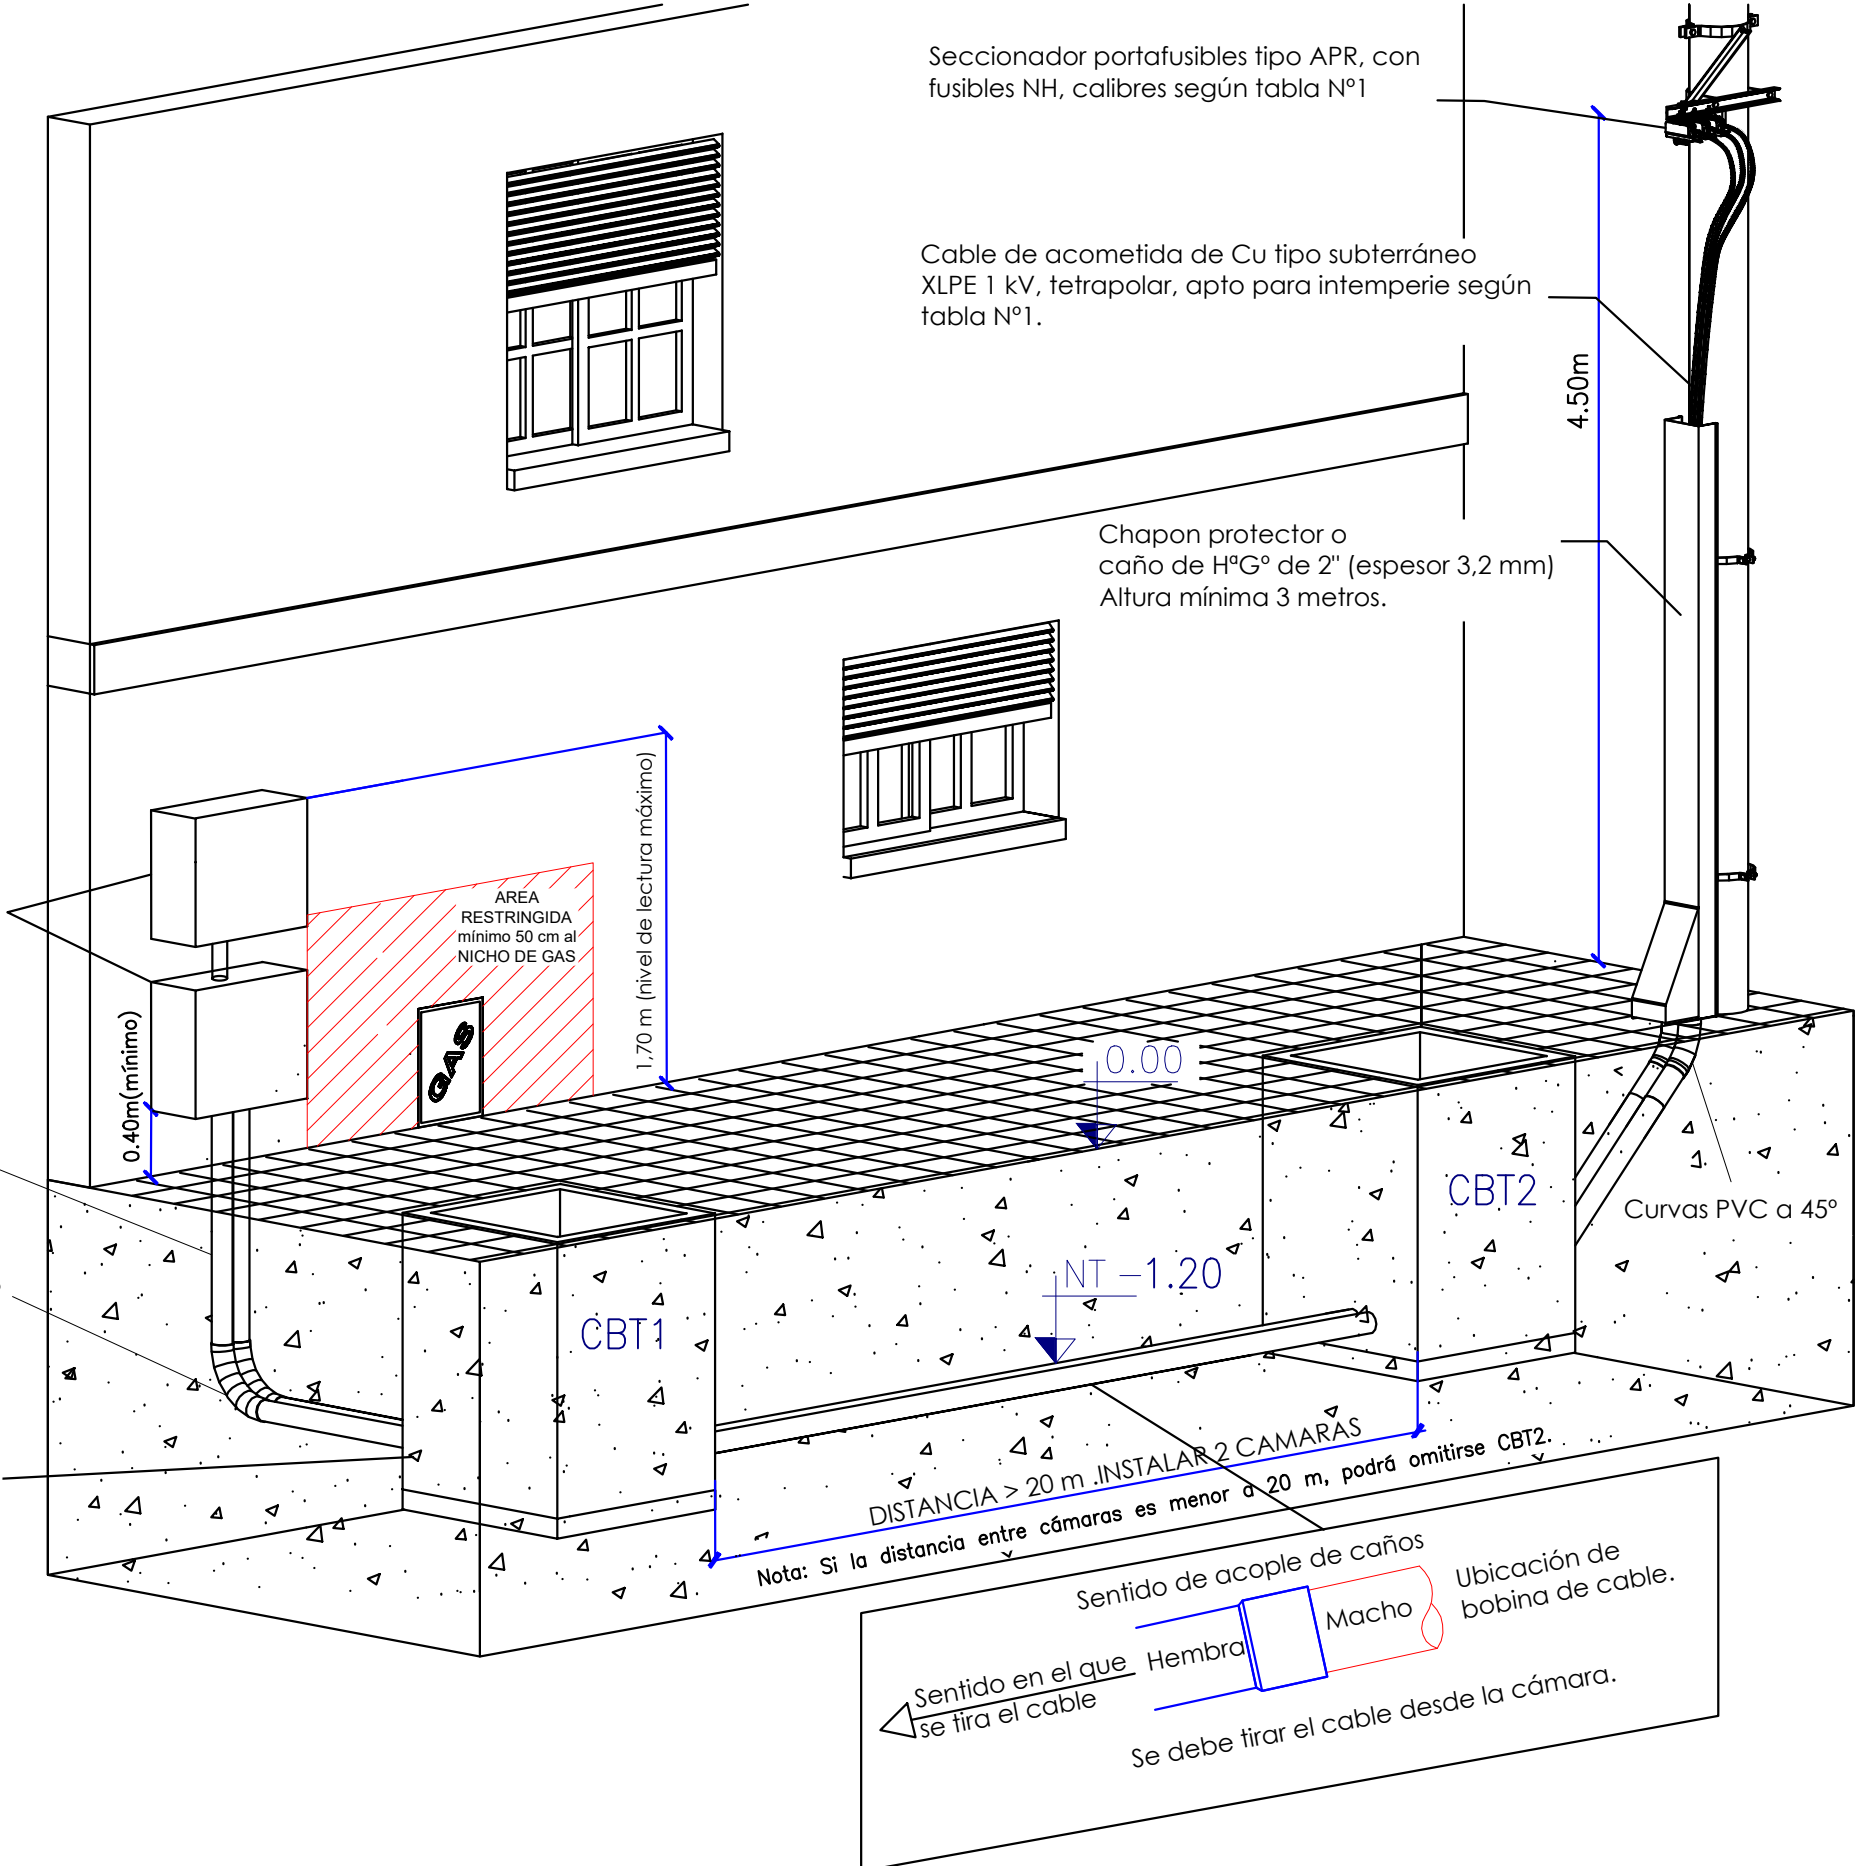 Seccionador portafusibles tipo APR, con
fusibles NH, calibres según tabla Nº1
Cable de acometida de Cu tipo subterráneo
XLPE 1 kV, tetrapolar, apto para intemperie según
tabla Nº1.
4.50m
Chapon protector o
caño de HªGº de 2" (espesor 3,2 mm)
Altura mínima 3 metros.
1,70 m (nivel de lectura máximo)
AREA
RESTRINGIDA
mínimo 50 cm al
NICHO DE GAS
GAS
0.40m(mínimo)
0.00
CBT2
Curvas PVC a 45º
NT -1.20
CBT1
DISTANCIA > 20 m .INSTALAR 2 CAMARAS
Nota: Si la distancia entre cámaras es menor a 20 m, podrá omitirse CBT2.
Sentido de acople de caños
Ubicación de
bobina de cable.
Macho
Hembra
Sentido en el que
se tira el cable
Se debe tirar el cable desde la cámara.